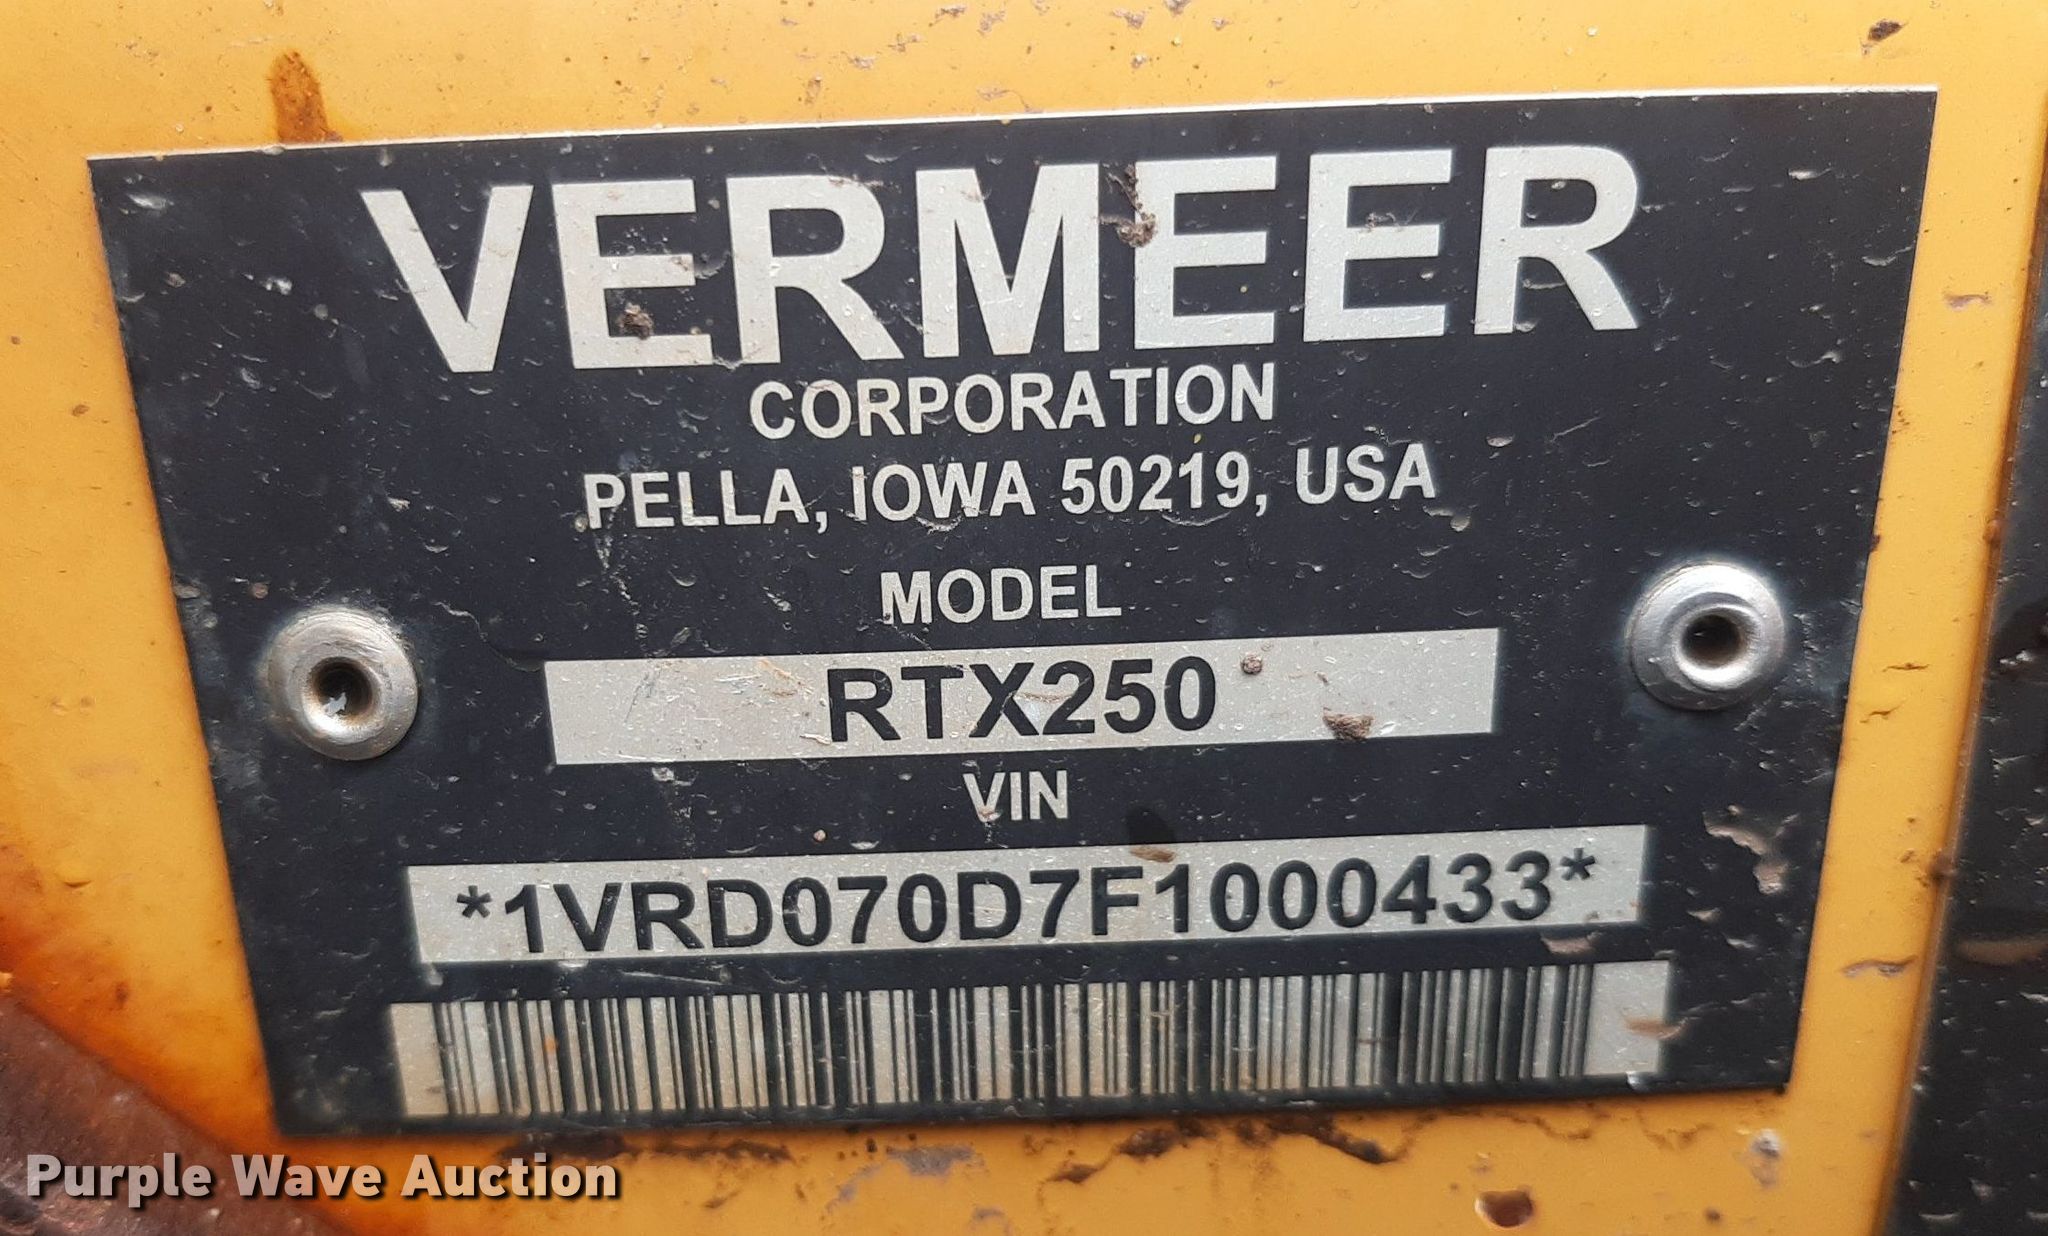 VERMEER
CORPORATION
PELLA, IOWA 50219, USA
MODEL
RTX250
VIN
*1VRD070D7F1000433*
Purple Wave Auction